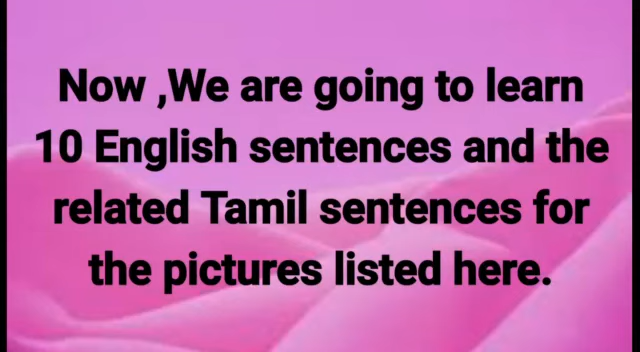 Now ,We are going to learn
10 English sentences and the
related Tamil sentences for
the pictures listed here.